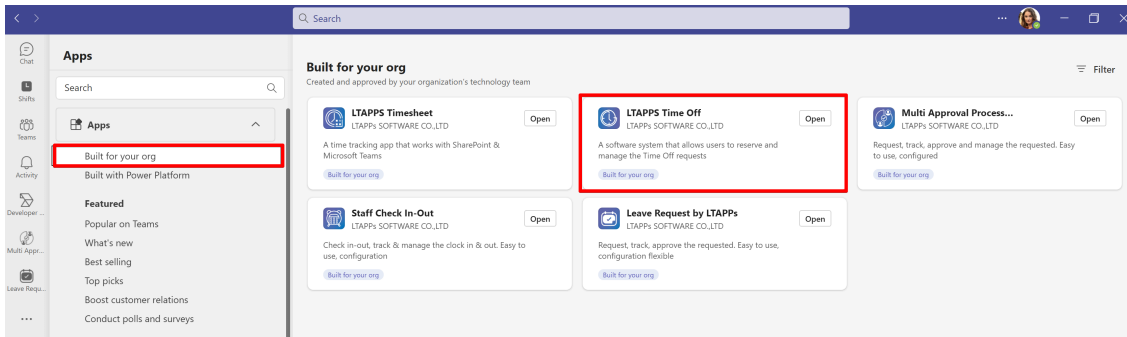 Search
...
Chat
Shifts
Teams
Activity
Developer ...
Multi Appr...
Leave Requ...
...
Apps
Search
Apps
Built for your org
Built with Power Platform
Featured
Popular on Teams
What's new
Best selling
Top picks
Boost customer relations
Conduct polls and surveys
Built for your org
Created and approved by your organization's technology team
Filter
LTAPPS Timesheet
LTAPPs SOFTWARE CO.,LTD
Open
A time tracking app that works with SharePoint &
Microsoft Teams
Built for your org
LTAPPS Time Off
LTAPPs SOFTWARE CO.,LTD
Open
A software system that allows users to reserve and
manage the Time Off requests
Built for your org
Multi Approval Process...
LTAPPs SOFTWARE CO.,LTD
Open
Request, track, approve and manage the requested. Easy
to use, configured
Built for your org
Staff Check In-Out
LTAPPs SOFTWARE CO.,LTD
Open
Check in-out, track & manage the clock in & out. Easy to
use, configuration
Built for your org
Leave Request by LTAPPs
LTAPPs SOFTWARE CO.,LTD
Open
Request, track, approve the requested. Easy to use,
configuration flexible
Built for your org